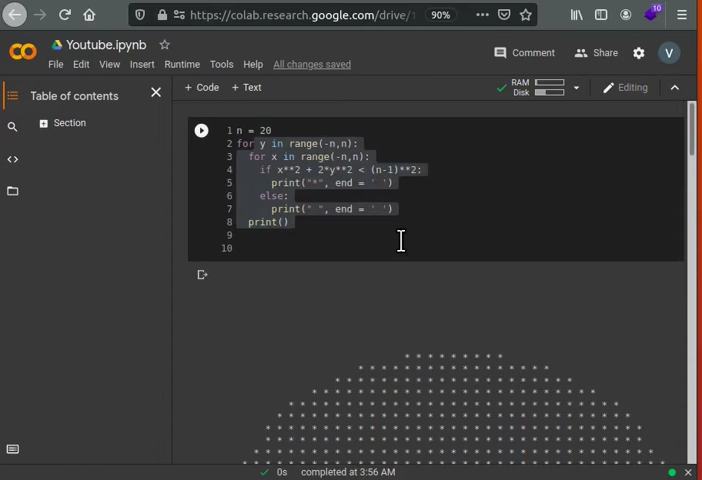 https://colab.research.google.com/drive/1
90%
10
Youtube.ipynb
Comment
Share
V
File Edit View Insert Runtime Tools Help All changes saved
Table of contents
+ Code + Text
RAM
Disk
Editing
Section
1 n = 20
2 for y in range(-n,n):
3 for x in range(-n,n):
4 if x**2 + 2*y**2 < (n-1)**2:
5 print("*", end = ' ')
6 else:
7 print(" ", end = ' ')
8 print()
9
10
* * * * * * * * *
* * * * * * * * * * * * * * * * *
* * * * * * * * * * * * * * * * * * * * *
* * * * * * * * * * * * * * * * * * * * * * * * *
* * * * * * * * * * * * * * * * * * * * * * * * * * * * *
* * * * * * * * * * * * * * * * * * * * * * * * * * * * * * *
* * * * * * * * * * * * * * * * * * * * * * * * * * * * * * * * *
* * * * * * * * * * * * * * * * * * * * * * * * * * * * * * * * *
* * * * * * * * * * * * * * * * * * * * * * * * * * * * * * * * * * *
* * * * * * * * * * * * * * * * * * * * * * * * * * * * * * * * * * * * *
0s completed at 3:56 AM